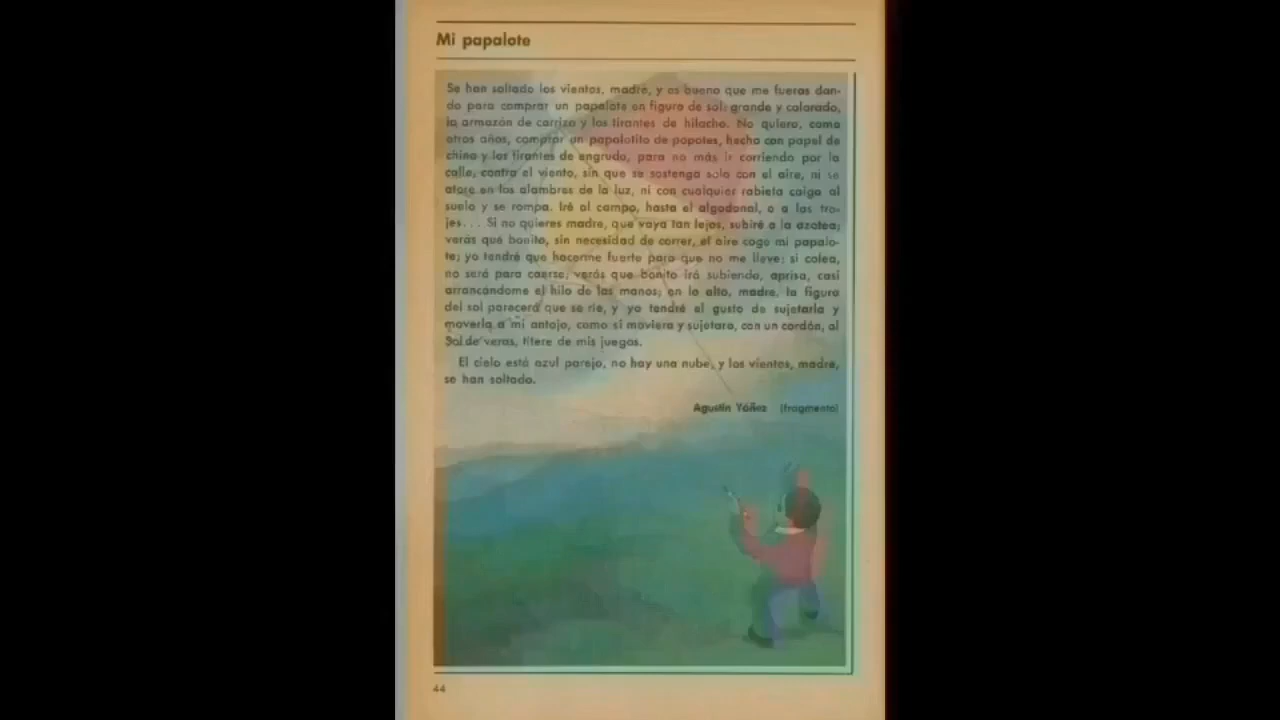 Mi papalote
Se han soltado los vientos, madre, y es bueno que me fueras dan-
do para comprar un papalote en figura de sol: grande y colorado,
la armazón de carrizo y los tirantes de hilacho. No quiero, como
otros años, comprar un papalotito de popotes, hecho con papel de
china y los tirantes de engrudo, para no más ir corriendo por la
calle, contra el viento, sin que se sostenga solo con el aire, ni se
atore en los alambres de la luz, ni con cualquier rabieta caiga al
suelo y se rompa. Iré al campo, hasta el algodonal, o a las tro-
jes... Si no quieres madre, que vaya tan lejos, subiré a la azotea;
verás qué bonito, sin necesidad de correr, el aire coge mi papalo-
te; yo tendré que hacerme fuerte para que no me lleve; si colea,
no será para caerse, verás que bonito irá subiendo, aprisa, casi
arrancándome el hilo de las manos; en lo alto, madre, la figura
del sol parecerá que se ríe, y yo tendré el gusto de sujetarla y
moverla a mi antojo, como si moviera y sujetara, con un cordón, al
Sol de veras, títere de mis juegos.
El cielo está azul parejo, no hay una nube, y los vientos, madre,
se han soltado.
Agustín Yáñez (fragmento)
44